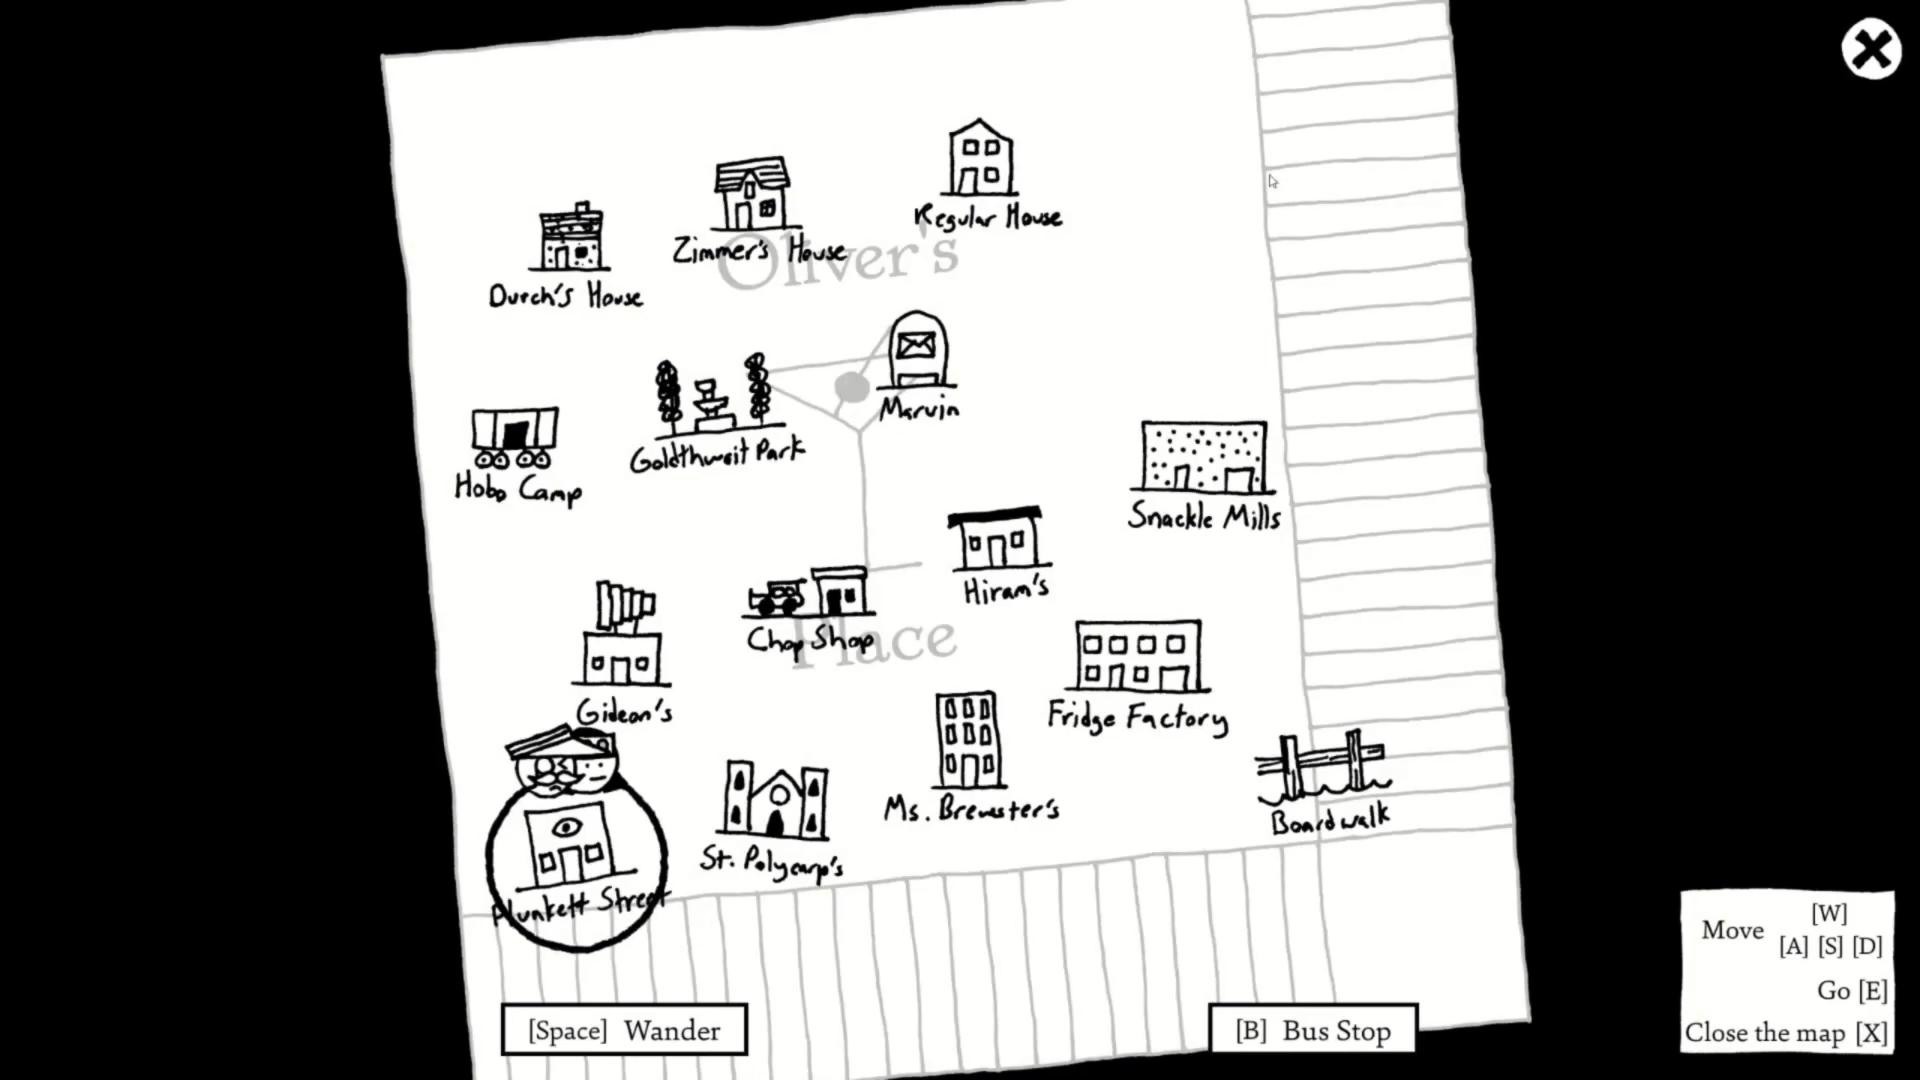 Regular House
Zimmer's House
Oliver's
Durch's House
Marvin
Goldthwait Park
Hobo Camp
Snackle Mills
Hiram's
Chop Shop
Place
Gideon's
Fridge Factory
Ms. Brewster's
Boardwalk
St. Polycarp's
Plunkett Street
Move [W]
[A] [S] [D]
Go [E]
Close the map [X]
[Space] Wander
[B] Bus Stop